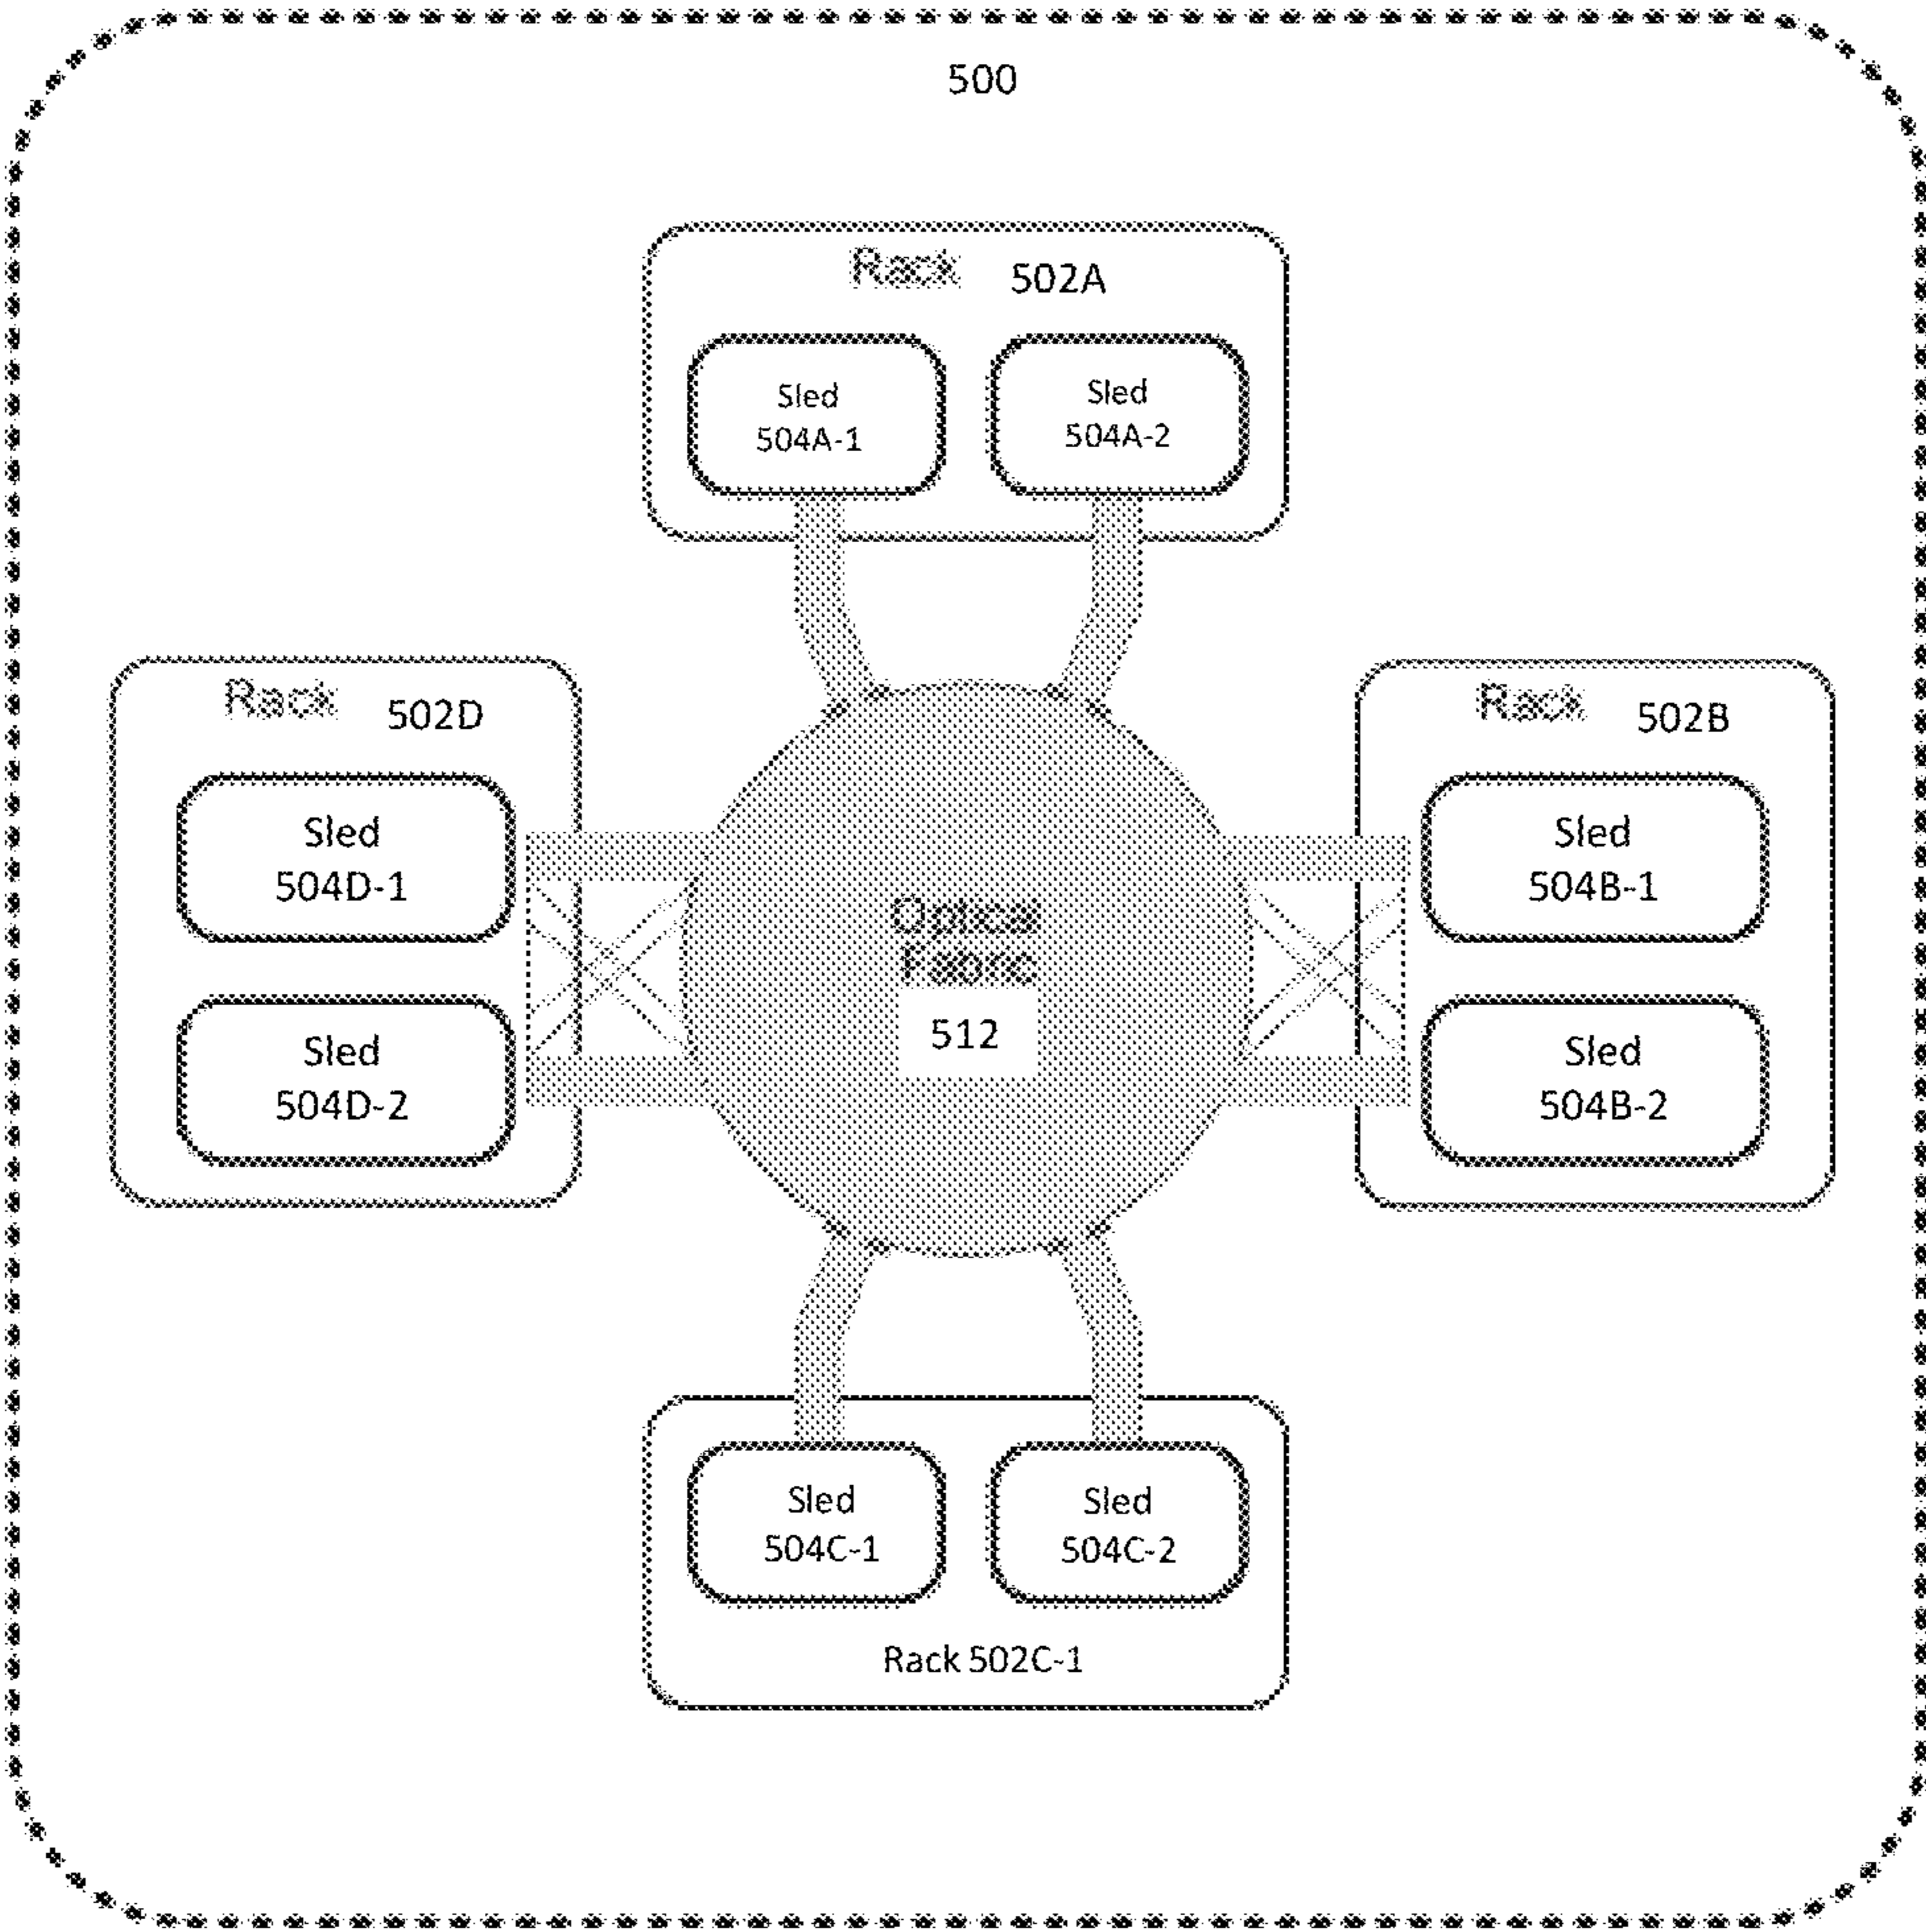 500
Rack 502A
Sled
504A-1
Sled
504A-2
Rack 502D
Sled
504D-1
Sled
504D-2
Optical
Fabric
512
Rack 502B
Sled
504B-1
Sled
504B-2
Sled
504C-1
Sled
504C-2
Rack 502C-1